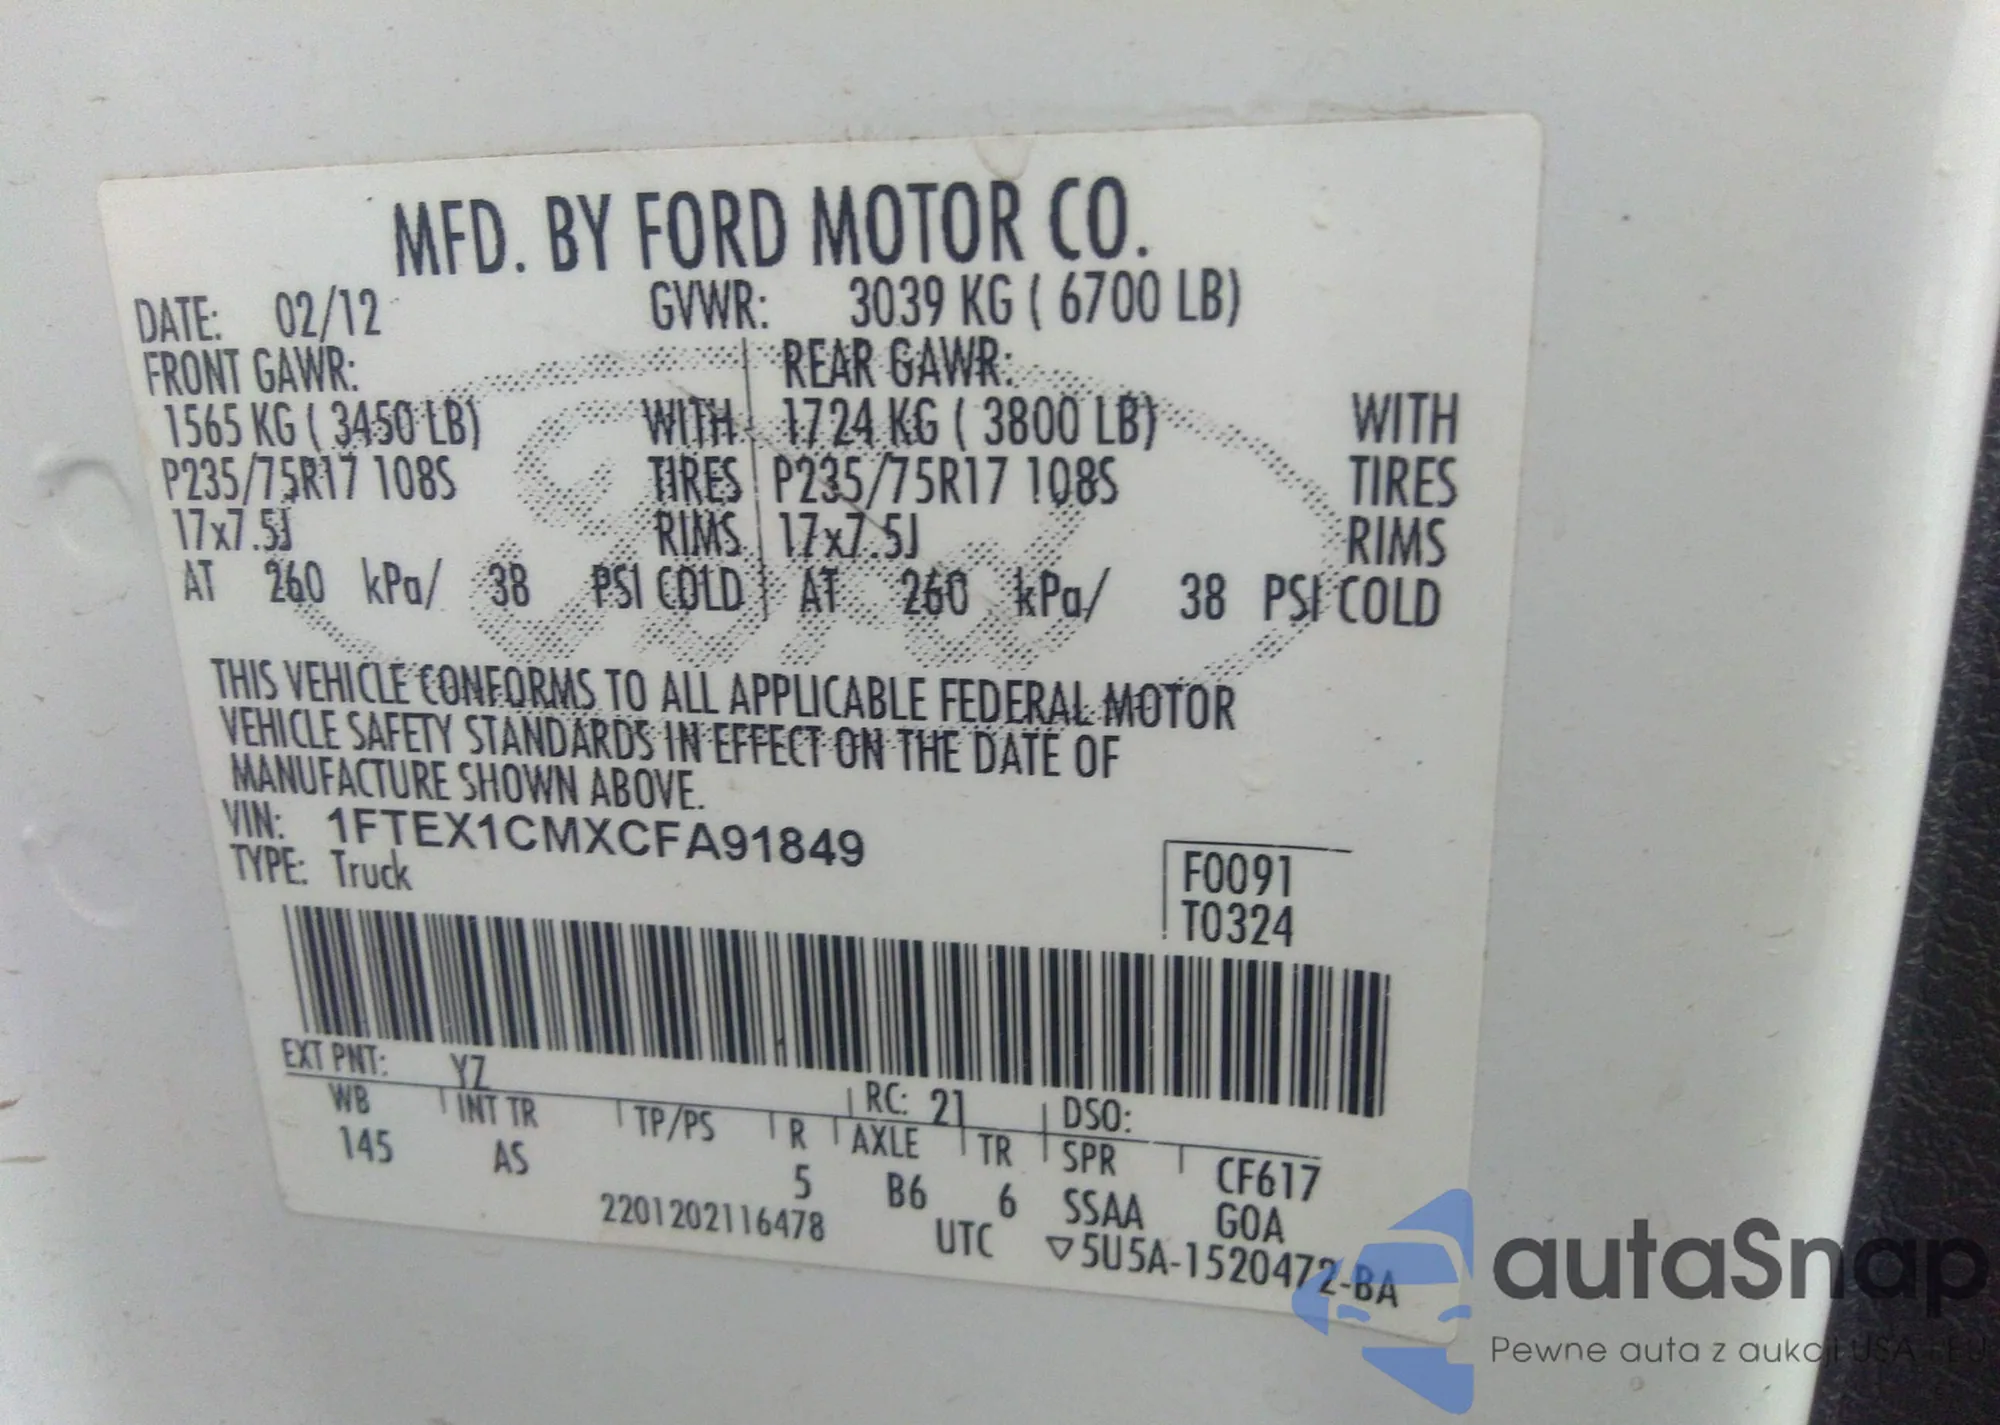 MFD. BY FORD MOTOR CO.
DATE: 02/12 GVWR: 3039 KG ( 6700 LB)
FRONT GAWR: REAR GAWR:
1565 KG ( 3450 LB) WITH 1724 KG ( 3800 LB) WITH
P235/75R17 108S TIRES P235/75R17 108S TIRES
17x7.5J RIMS 17x7.5J RIMS
AT 260 kPa/ 38 PSI COLD AT 260 kPa/ 38 PSI COLD
THIS VEHICLE CONFORMS TO ALL APPLICABLE FEDERAL MOTOR
VEHICLE SAFETY STANDARDS IN EFFECT ON THE DATE OF
MANUFACTURE SHOWN ABOVE.
VIN: 1FTEX1CMXCFA91849
TYPE: Truck
F0091
T0324
EXT PNT: YZ RC: 21 DSO:
WB INT TR TP/PS R AXLE TR SPR CF617
145 AS 5 B6 6 SSAA GOA
2201202116478 UTC ▽5U5A-1520472-BA
Ford
autaSnap
Pewne auta z aukcji USA i EU